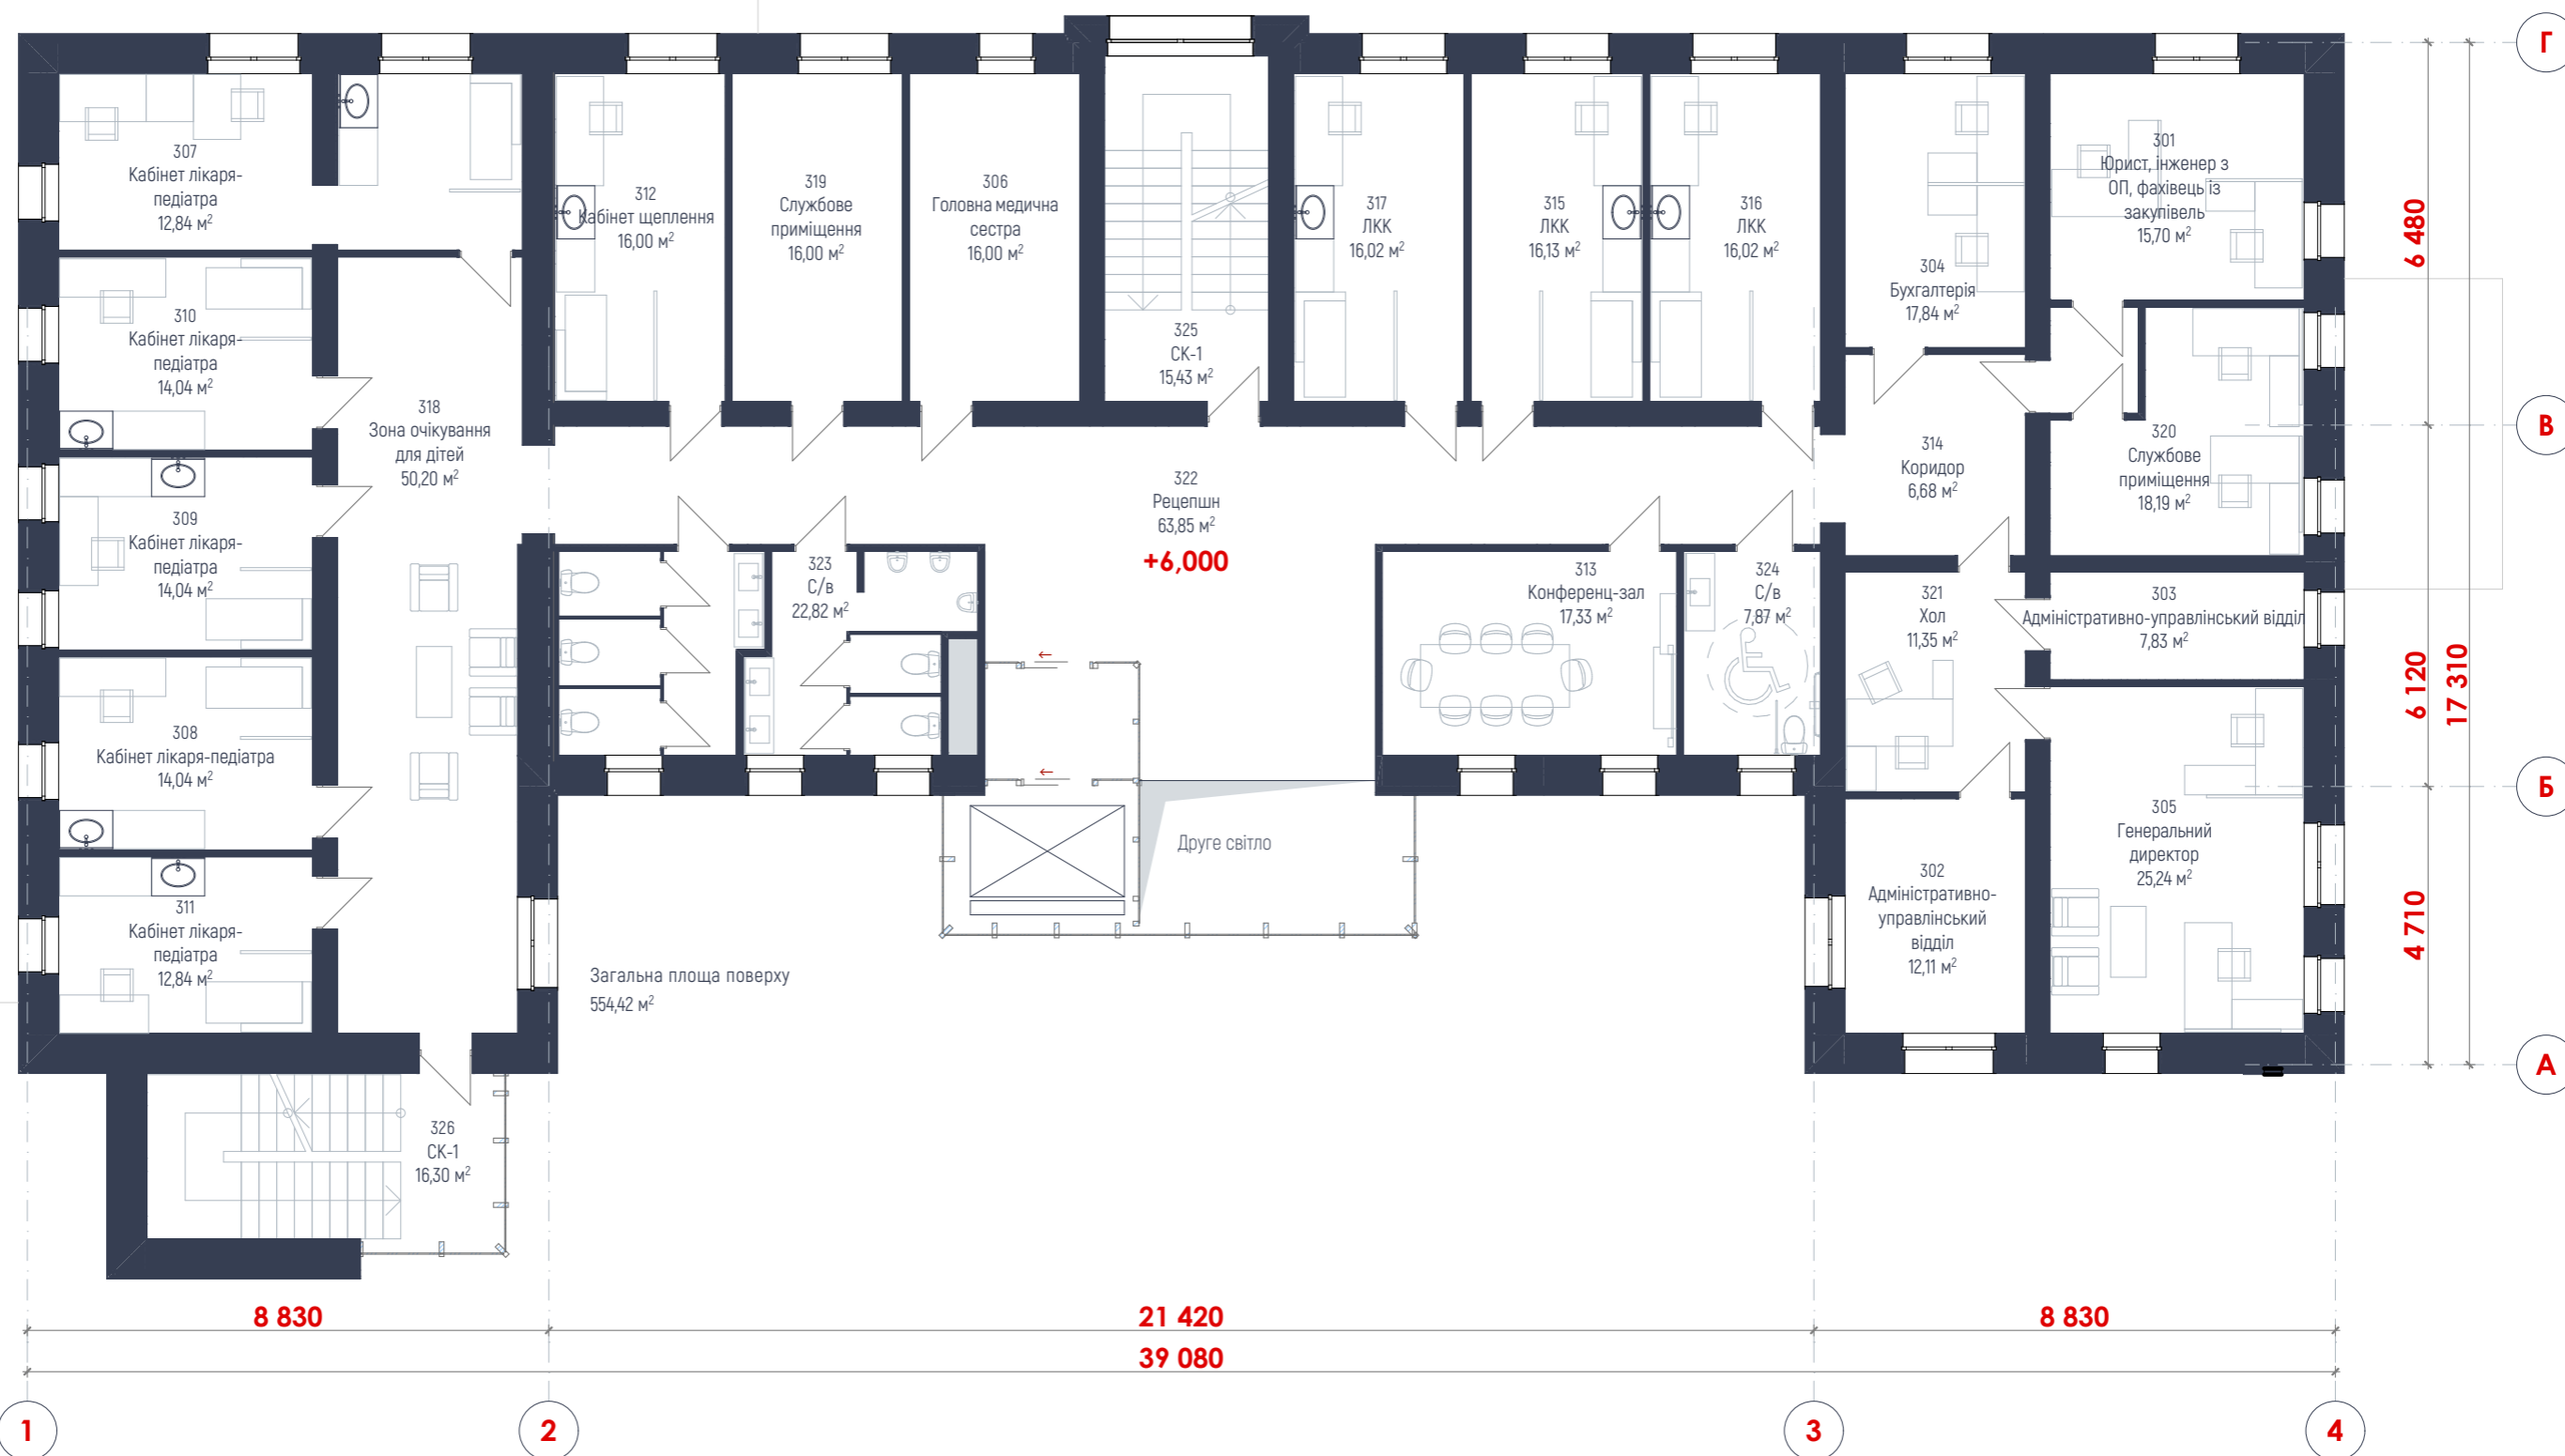 307
Кабінет лікаря-
педіатра
12,84 м²
312
Кабінет щеплення
16,00 м²
319
Службове
приміщення
16,00 м²
306
Головна медична
сестра
16,00 м²
325
СК-1
15,43 м²
317
ЛКК
16,02 м²
315
ЛКК
16,13 м²
316
ЛКК
16,02 м²
304
Бухгалтерія
17,84 м²
301
Юрист, інженер з
ОП, фахівець із
закупівель
15,70 м²
310
Кабінет лікаря-
педіатра
14,04 м²
318
Зона очікування
для дітей
50,20 м²
322
Рецепшн
63,85 м²
+6,000
314
Коридор
6,68 м²
320
Службове
приміщення
18,19 м²
309
Кабінет лікаря-
педіатра
14,04 м²
323
С/в
22,82 м²
313
Конференц-зал
17,33 м²
324
С/в
7,87 м²
321
Хол
11,35 м²
303
Адміністративно-управлінський відділ
7,83 м²
308
Кабінет лікаря-педіатра
14,04 м²
Друге світло
305
Генеральний
директор
25,24 м²
311
Кабінет лікаря-
педіатра
12,84 м²
302
Адміністративно-
управлінський
відділ
12,11 м²
Загальна площа поверху
554,42 м²
326
СК-1
16,30 м²
Г
6 480
В
6 120
17 310
Б
4 710
А
8 830
21 420
8 830
39 080
1
2
3
4